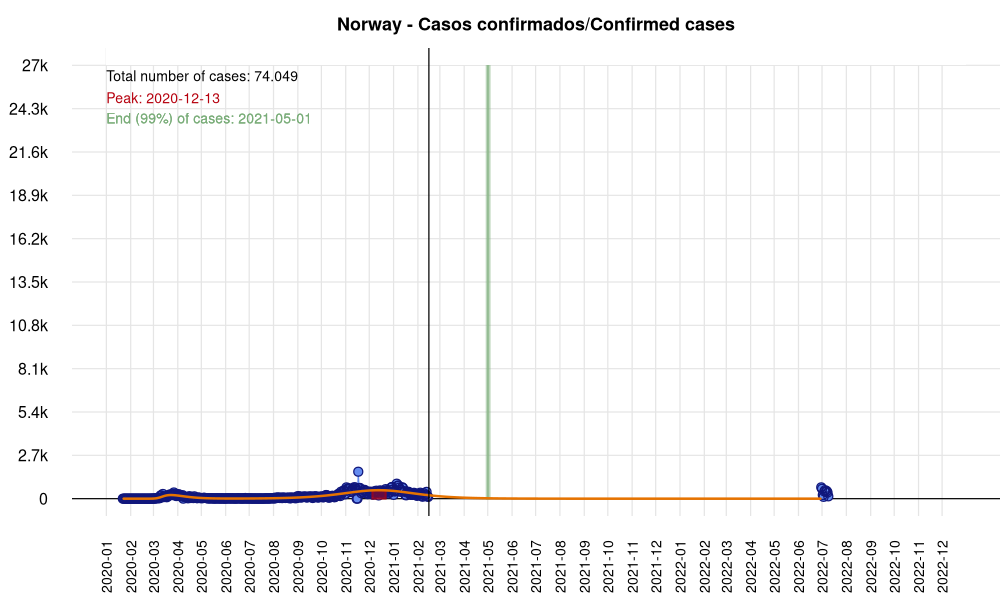 Norway - Casos confirmados/Confirmed cases
Total number of cases: 74.049
Peak: 2020-12-13
End (99%) of cases: 2021-05-01
27k
24.3k
21.6k
18.9k
16.2k
13.5k
10.8k
8.1k
5.4k
2.7k
0
2020-01
2020-02
2020-03
2020-04
2020-05
2020-06
2020-07
2020-08
2020-09
2020-10
2020-11
2020-12
2021-01
2021-02
2021-03
2021-04
2021-05
2021-06
2021-07
2021-08
2021-09
2021-10
2021-11
2021-12
2022-01
2022-02
2022-03
2022-04
2022-05
2022-06
2022-07
2022-08
2022-09
2022-10
2022-11
2022-12